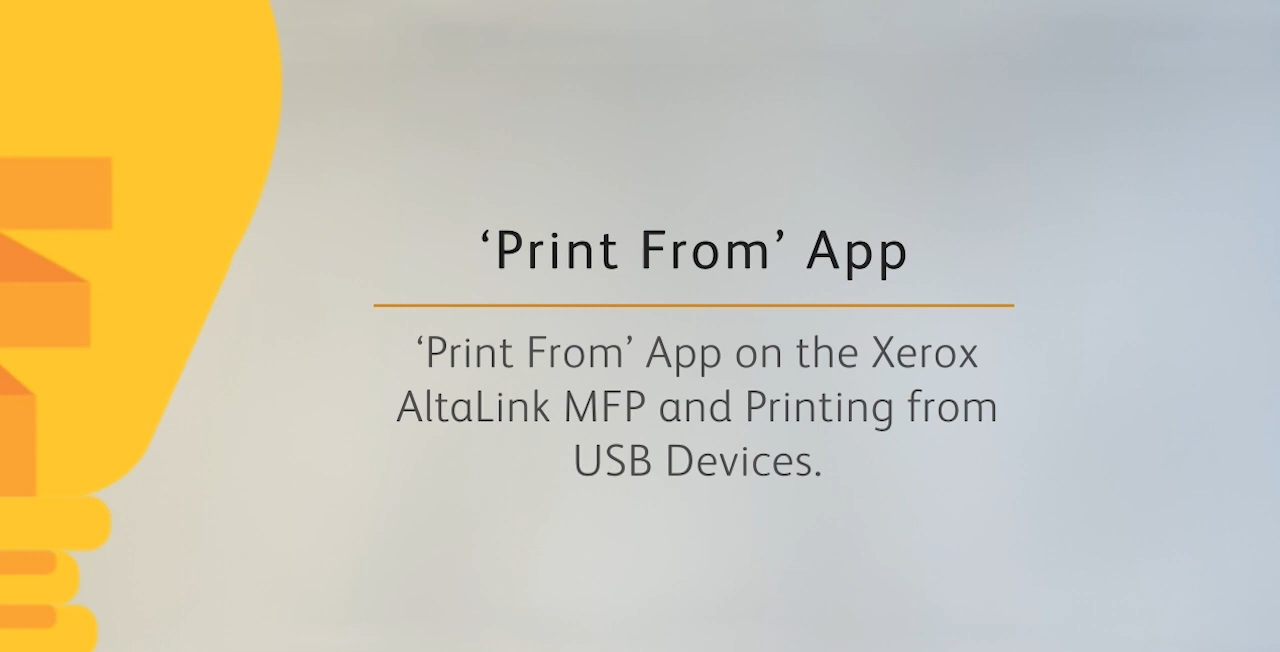 ‘Print From’ App
‘Print From’ App on the Xerox
AltaLink MFP and Printing from
USB Devices.